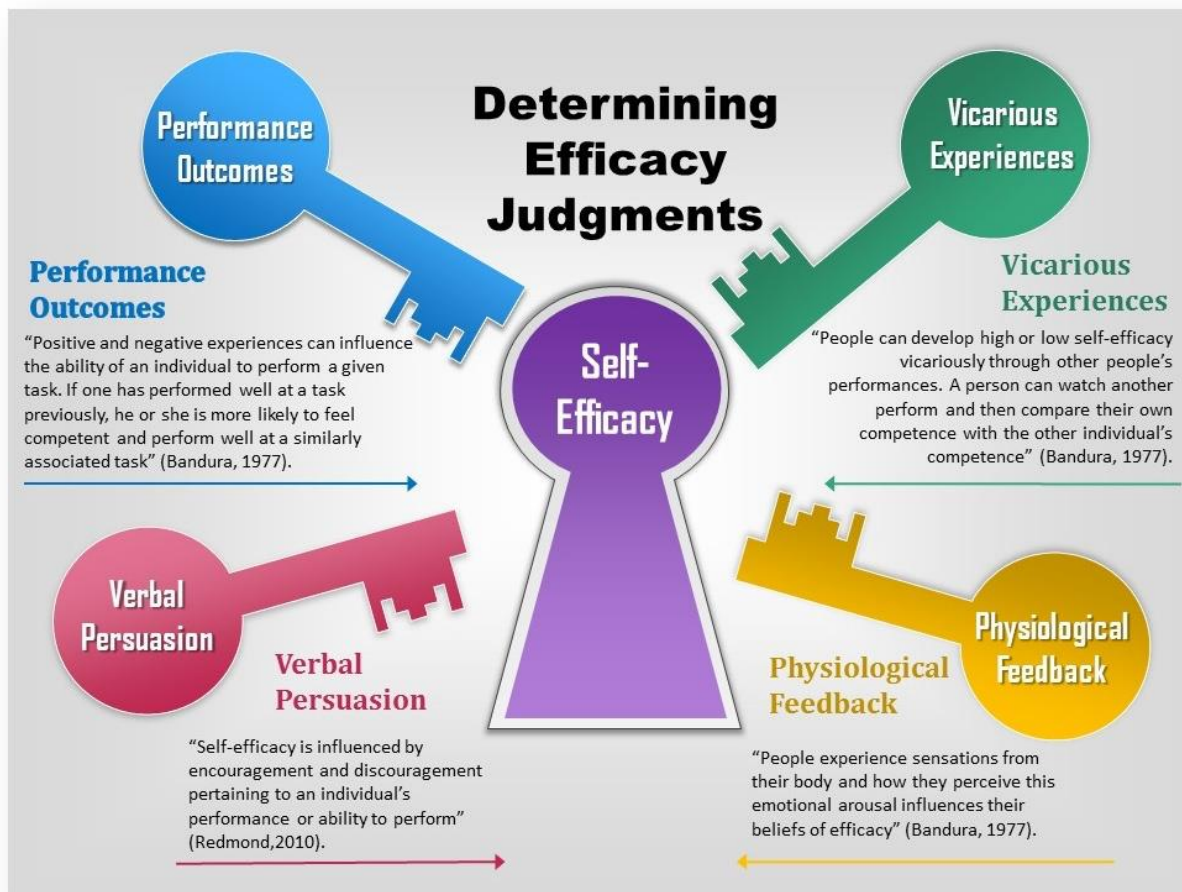 Determining
Efficacy
Judgments
Performance
Outcomes
Performance
Outcomes
“Positive and negative experiences can influence
the ability of an individual to perform a given
task. If one has performed well at a task
previously, he or she is more likely to feel
competent and perform well at a similarly
associated task” (Bandura, 1977).
Vicarious
Experiences
Vicarious
Experiences
“People can develop high or low self-efficacy
vicariously through other people’s
performances. A person can watch another
perform and then compare their own
competence with the other individual’s
competence” (Bandura, 1977).
Self-
Efficacy
Verbal
Persuasion
Verbal
Persuasion
“Self-efficacy is influenced by
encouragement and discouragement
pertaining to an individual’s
performance or ability to perform”
(Redmond,2010).
Physiological
Feedback
Physiological
Feedback
“People experience sensations from
their body and how they perceive this
emotional arousal influences their
beliefs of efficacy” (Bandura, 1977).